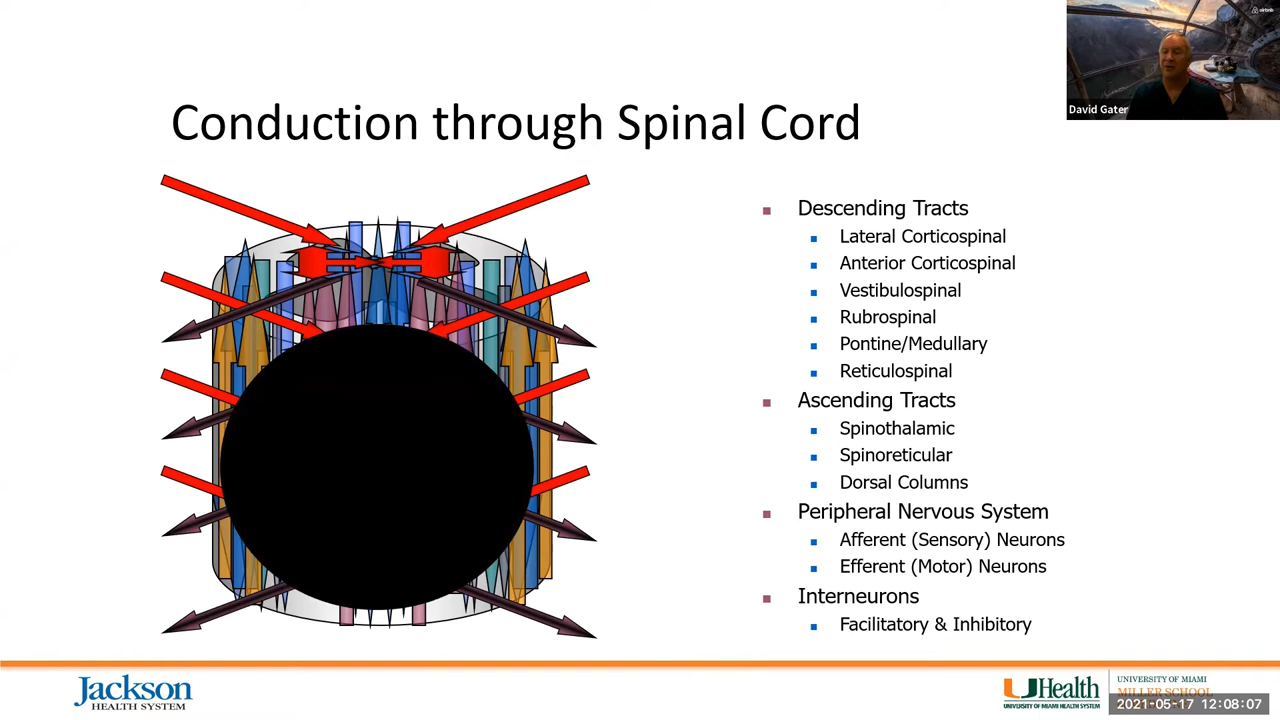 airbnb
David Gater
Conduction through Spinal Cord
Descending Tracts
Lateral Corticospinal
Anterior Corticospinal
Vestibulospinal
Rubrospinal
Pontine/Medullary
Reticulospinal
Ascending Tracts
Spinothalamic
Spinoreticular
Dorsal Columns
Peripheral Nervous System
Afferent (Sensory) Neurons
Efferent (Motor) Neurons
Interneurons
Facilitatory & Inhibitory
Jackson
HEALTH SYSTEM
UHealth
UNIVERSITY OF MIAMI HEALTH SYSTEM
UNIVERSITY OF MIAMI
MILLER SCHOOL
2021-05-17 12:08:07